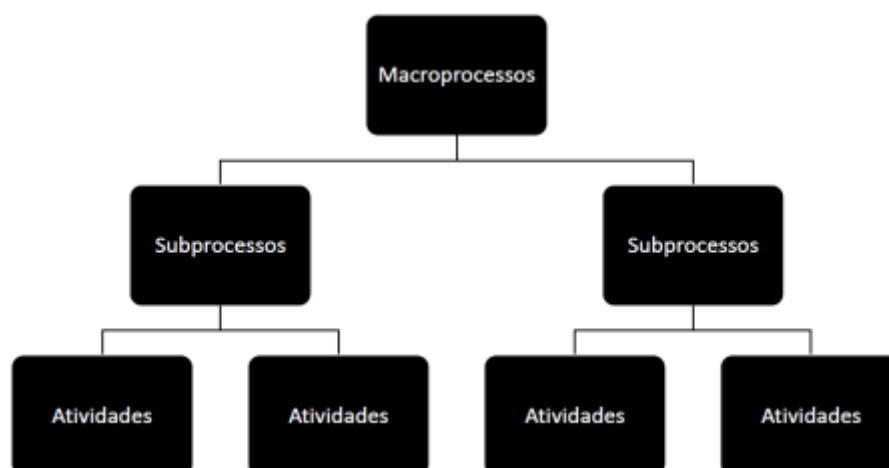 Macroprocessos
Subprocessos
Subprocessos
Atividades
Atividades
Atividades
Atividades